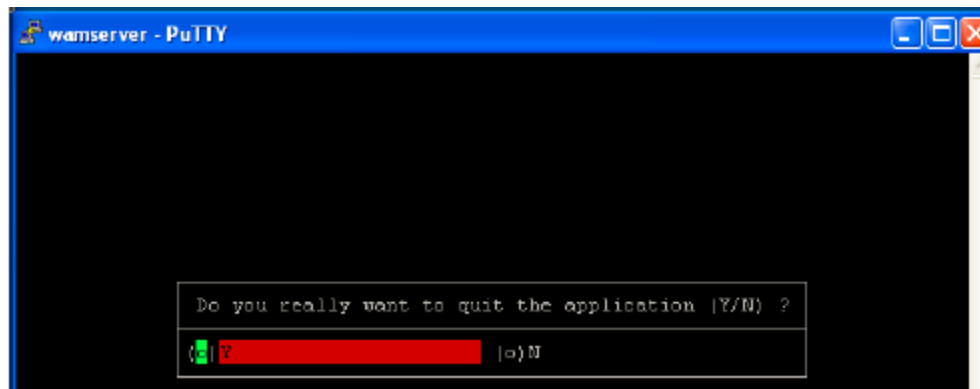 wamserver - PuTTY
Do you really want to quit the application |Y/N) ?
(o|Y |o)N